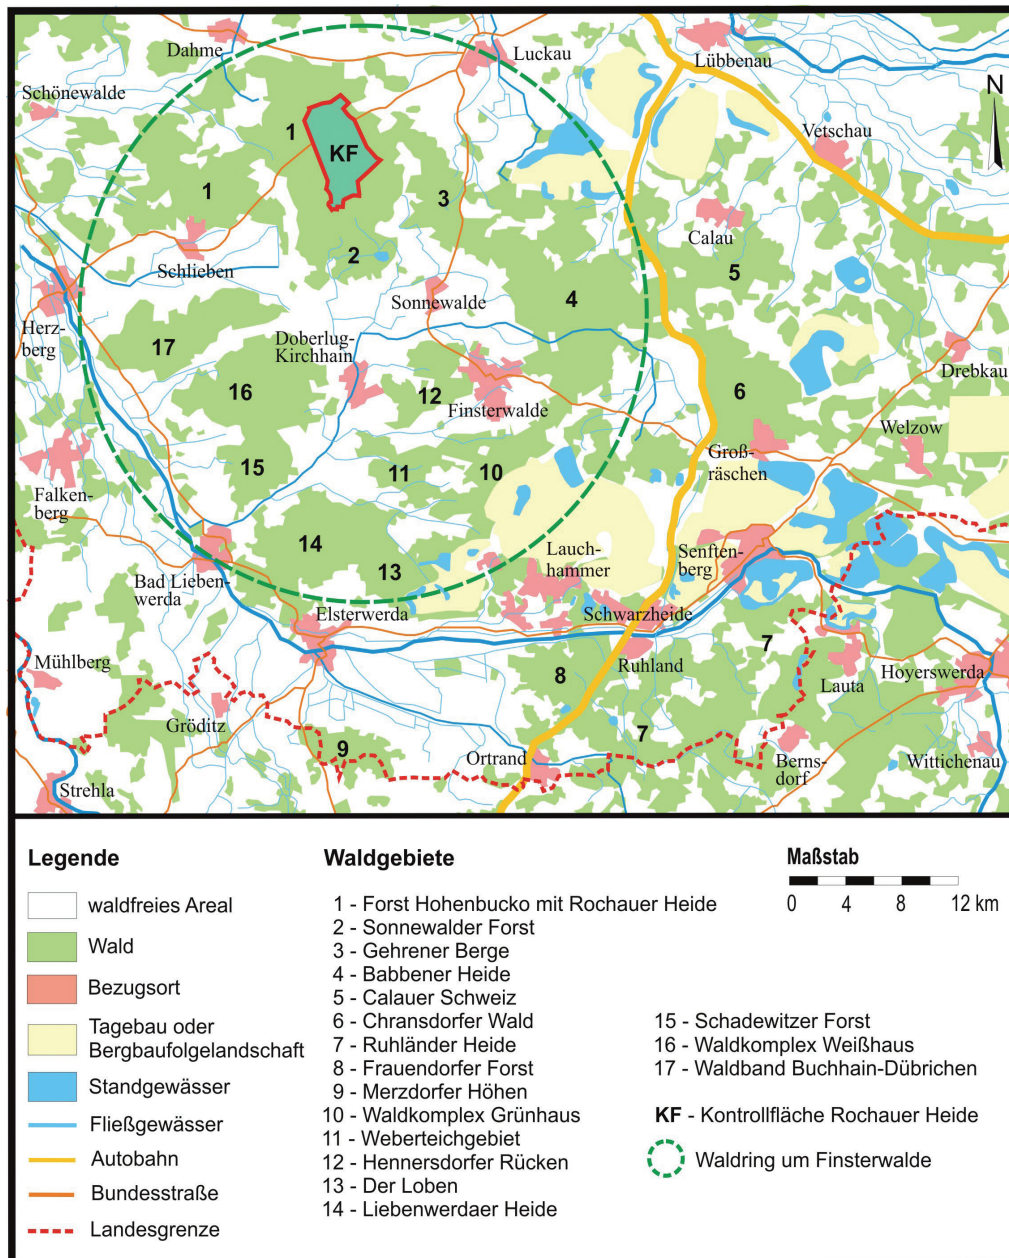 Dahme
Luckau
Lübbenau
Schönewalde
N
Vetschau
1
KF
1
3
2
Schlieben
Calau
5
Sonnewalde
4
Herz-
berg
17
Doberlug-
Kirchhain
Drebkau
16
12
Finsterwalde
6
Welzow
Groß-
räschen
15
11
10
Falken-
berg
14
13
Lauch-
hammer
Senften-
berg
Bad Lieben-
werda
Elsterwerda
Schwarzheide
Mühlberg
8
Ruhland
7
Lauta
Hoyerswerda
Gröditz
9
Ortrand
7
Berns-
dorf
Wittichenau
Strehla
Legende
waldfreies Areal
Wald
Bezugsort
Tagebau oder
Bergbaufolgelandschaft
Standgewässer
Fließgewässer
Autobahn
Bundesstraße
Landesgrenze
Waldgebiete
1 - Forst Hohenbucko mit Rochauer Heide
2 - Sonnewalder Forst
3 - Gehrener Berge
4 - Babbener Heide
5 - Calauer Schweiz
6 - Chransdorfer Wald
7 - Ruhländer Heide
8 - Frauendorfer Forst
9 - Merzdorfer Höhen
10 - Waldkomplex Grünhaus
11 - Weberteichgebiet
12 - Hennersdorfer Rücken
13 - Der Loben
14 - Liebenwerdaer Heide
15 - Schadewitzer Forst
16 - Waldkomplex Weißhaus
17 - Waldband Buchhain-Dübrichen
KF - Kontrollfläche Rochauer Heide
Waldring um Finsterwalde
Maßstab
0 4 8 12 km